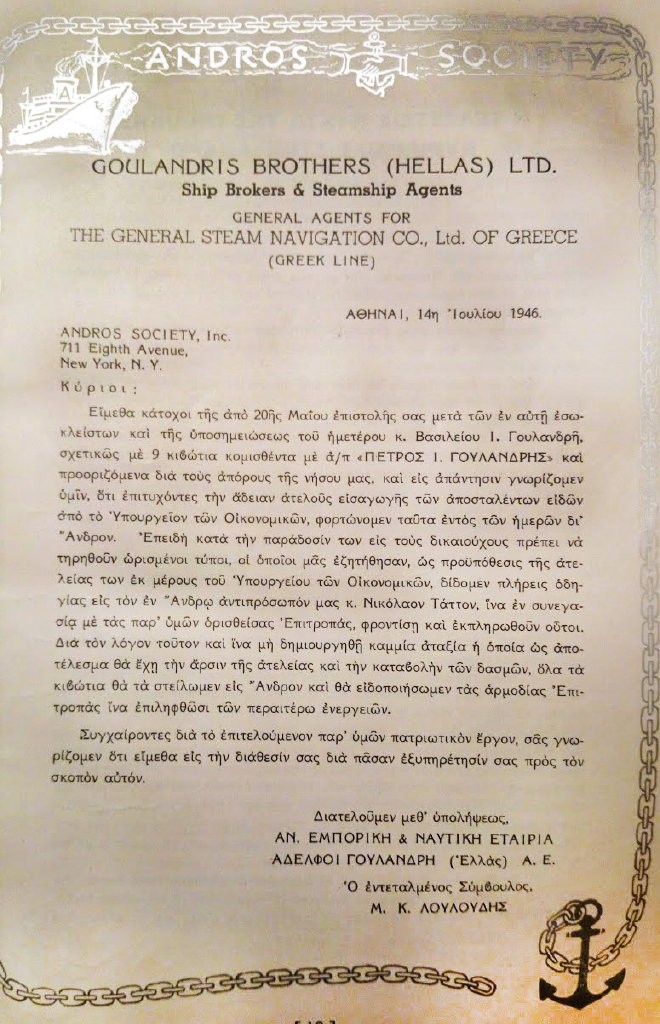 ANDROS SOCIETY
GOULANDRIS BROTHERS (HELLAS) LTD.
Ship Brokers & Steamship Agents
GENERAL AGENTS FOR
THE GENERAL STEAM NAVIGATION CO., Ltd. OF GREECE
(GREEK LINE)
ΑΘΗΝΑΙ, 14η Ἰουλίου 1946.
ANDROS SOCIETY, Inc.
711 Eighth Avenue,
New York, N. Y.
Κύριοι :
Εἴμεθα κάτοχοι τῆς ἀπὸ 20ῆς Μαΐου ἐπιστολῆς σας μετὰ τῶν ἐν αὐτῇ ἐσω-
κλείστων καὶ τῆς ὑποσημειώσεως τοῦ ἡμετέρου κ. Βασιλείου Ι. Γουλανδρῆ,
σχετικῶς μὲ 9 κιβώτια κομισθέντα μὲ ἀ/π «ΠΕΤΡΟΣ Ι. ΓΟΥΛΑΝΔΡΗΣ» καὶ
προοριζόμενα διὰ τοὺς ἀπόρους τῆς νήσου μας, καὶ εἰς ἀπάντησιν γνωρίζομεν
ὑμῖν, ὅτι ἐπιτυχόντες τὴν ἄδειαν ἀτελοῦς εἰσαγωγῆς τῶν ἀποσταλέντων εἰδῶν
ἀπὸ τὸ Ὑπουργεῖον τῶν Οἰκονομικῶν, φορτώνομεν ταῦτα ἐντὸς τῶν ἡμερῶν δι'
Ἄνδρον. Ἐπειδὴ κατὰ τὴν παράδοσίν των εἰς τοὺς δικαιούχους πρέπει νὰ
τηρηθοῦν ὡρισμένοι τύποι, οἱ ὁποῖοι μᾶς ἐζητήθησαν, ὡς προϋπόθεσις τῆς ἀτε-
λείας των ἐκ μέρους τοῦ Ὑπουργείου τῶν Οἰκονομικῶν, δίδομεν πλήρεις ὁδη-
γίας εἰς τὸν ἐν Ἄνδρῳ ἀντιπρόσωπόν μας κ. Νικόλαον Τάττον, ἵνα ἐν συνεγα-
σίᾳ μὲ τὰς παρ' ὑμῶν ὁρισθείσας Ἐπιτροπάς, φροντίσῃ καὶ ἐκπληρωθοῦν οὗτοι.
Διὰ τὸν λόγον τοῦτον καὶ ἵνα μὴ δημιουργηθῇ καμμία ἀταξία ἡ ὁποία ὡς ἀπο-
τέλεσμα θὰ ἔχῃ τὴν ἄρσιν τῆς ἀτελείας καὶ τὴν καταβολὴν τῶν δασμῶν, ὅλα τὰ
κιβώτια θὰ τὰ στείλωμεν εἰς Ἄνδρον καὶ θὰ εἰδοποιήσωμεν τὰς ἁρμοδίας Ἐπι-
τροπὰς ἵνα ἐπιληφθῶσι τῶν περαιτέρω ἐνεργειῶν.
Συγχαίροντες διὰ τὸ ἐπιτελούμενον παρ' ὑμῶν πατριωτικὸν ἔργον, σᾶς γνω-
ρίζομεν ὅτι εἴμεθα εἰς τὴν διάθεσίν σας διὰ πᾶσαν ἐξυπηρέτησίν σας πρὸς τὸν
σκοπὸν αὐτόν.
Διατελοῦμεν μεθ' ὑπολήψεως,
ΑΝ. ΕΜΠΟΡΙΚΗ & ΝΑΥΤΙΚΗ ΕΤΑΙΡΙΑ
ΑΔΕΛΦΟΙ ΓΟΥΛΑΝΔΡΗ (Ἑλλὰς) Α. Ε.
Ὁ ἐντεταλμένος Σύμβουλος,
Μ. Κ. ΛΟΥΛΟΥΔΗΣ